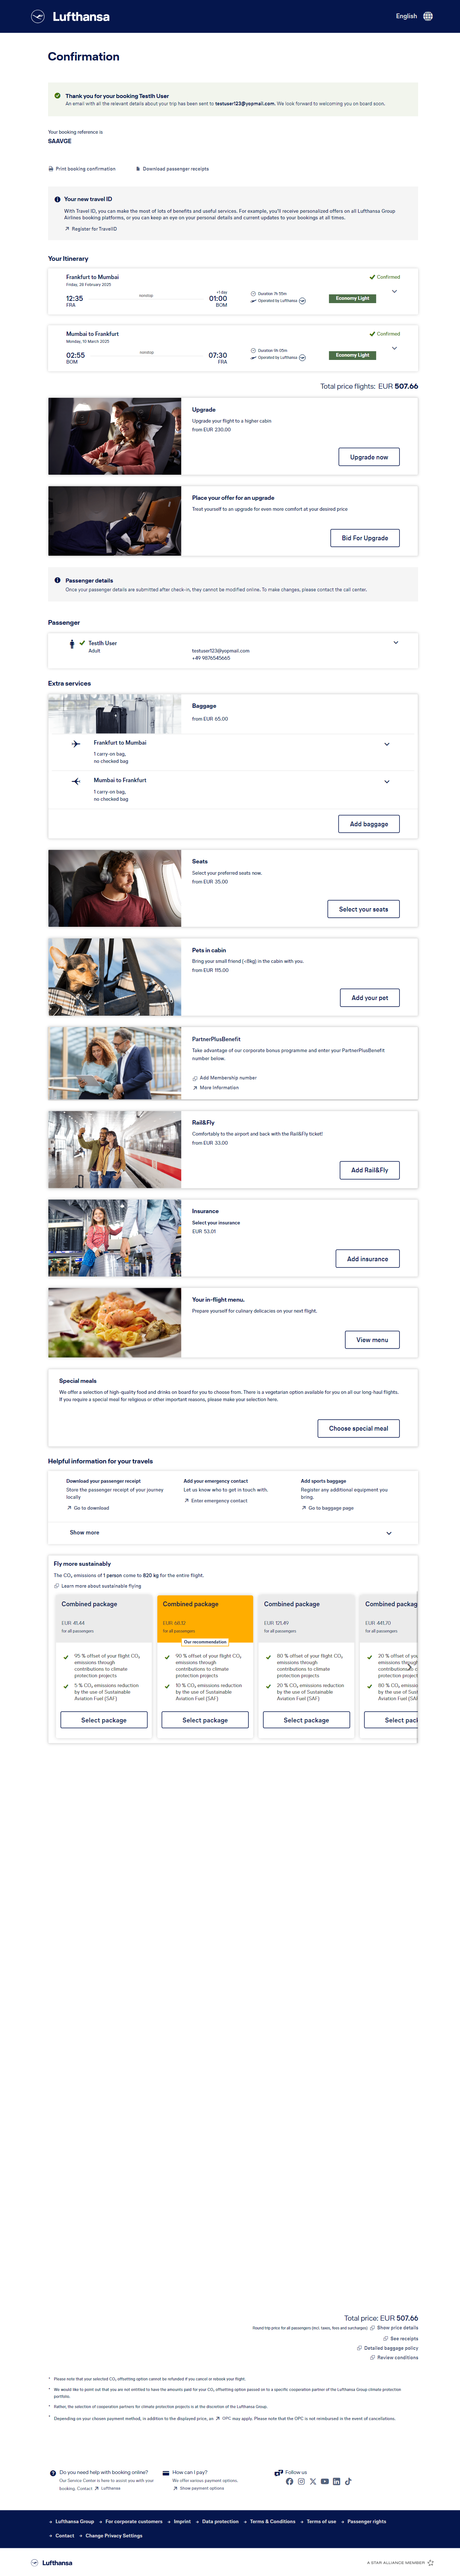 Lufthansa
English
Confirmation
Thank you for your booking Testlh User
An email with all the relevant details about your trip has been sent to testuser123@yopmail.com. We look forward to welcoming you on board soon.
Your booking reference is
SAAVGE
Print booking confirmation
Download passenger receipts
Your new travel ID
With Travel ID, you can make the most of lots of benefits and useful services. For example, you'll receive personalized offers on all Lufthansa Group
Airlines booking platforms, or you can keep an eye on your personal details and current updates to your bookings at all times.
Register for TravelID
Your Itinerary
Frankfurt to Mumbai
Confirmed
Friday, 28 February 2025
12:35
nonstop
+1 day
01:00
FRA
BOM
Duration 7h 55m
Operated by Lufthansa
Economy Light
Mumbai to Frankfurt
Confirmed
Monday, 10 March 2025
02:55
nonstop
07:30
BOM
FRA
Duration 9h 05m
Operated by Lufthansa
Economy Light
Total price flights: EUR 507.66
Upgrade
Upgrade your flight to a higher cabin
from EUR 230.00
Upgrade now
Place your offer for an upgrade
Treat yourself to an upgrade for even more comfort at your desired price
Bid For Upgrade
Passenger details
Once your passenger details are submitted after check-in, they cannot be modified online. To make changes, please contact the call center.
Passenger
Testlh User
Adult
testuser123@yopmail.com
+49 9876545665
Extra services
Baggage
from EUR 65.00
Frankfurt to Mumbai
1 carry-on bag,
no checked bag
Mumbai to Frankfurt
1 carry-on bag,
no checked bag
Add baggage
Seats
Select your preferred seats now.
from EUR 35.00
Select your seats
Pets in cabin
Bring your small friend (<8kg) in the cabin with you.
from EUR 115.00
Add your pet
PartnerPlusBenefit
Take advantage of our corporate bonus programme and enter your PartnerPlusBenefit
number below.
Add Membership number
More Information
Rail&Fly
Comfortably to the airport and back with the Rail&Fly ticket!
from EUR 33.00
Add Rail&Fly
Insurance
Select your insurance
EUR 53.01
Add insurance
Your in-flight menu.
Prepare yourself for culinary delicacies on your next flight.
View menu
Special meals
We offer a selection of high-quality food and drinks on board for you to choose from. There is a vegetarian option available for you on all our long-haul flights.
If you require a special meal for religious or other important reasons, please make your selection here.
Choose special meal
Helpful information for your travels
Download your passenger receipt
Store the passenger receipt of your journey
locally
Go to download
Add your emergency contact
Let us know who to get in touch with.
Enter emergency contact
Add sports baggage
Register any additional equipment you
bring.
Go to baggage page
Show more
Fly more sustainably
The CO₂ emissions of 1 person come to 820 kg for the entire flight.
Learn more about sustainable flying
Combined package
EUR 41.44
for all passengers
95 % offset of your flight CO₂
emissions through
contributions to climate
protection projects
5 % CO₂ emissions reduction
by the use of Sustainable
Aviation Fuel (SAF)
Select package
Combined package
EUR 68.12
for all passengers
Our recommendation
90 % offset of your flight CO₂
emissions through
contributions to climate
protection projects
10 % CO₂ emissions reduction
by the use of Sustainable
Aviation Fuel (SAF)
Select package
Combined package
EUR 121.49
for all passengers
80 % offset of your flight CO₂
emissions through
contributions to climate
protection projects
20 % CO₂ emissions reduction
by the use of Sustainable
Aviation Fuel (SAF)
Select package
Combined packag
EUR 441.70
for all passengers
20 % offset of you
emissions throug
contributions
protection project
80 % CO₂ emissi
by the use of Sust
Aviation Fuel (SAF
Select pac
Total price: EUR 507.66
Round trip price for all passengers (incl. taxes, fees and surcharges)
Show price details
See receipts
Detailed baggage policy
Review conditions
* Please note that your selected CO₂ offsetting option cannot be refunded if you cancel or rebook your flight.
* We would like to point out that you are not entitled to have the amounts paid for your CO₂ offsetting option passed on to a specific cooperation partner of the Lufthansa Group climate protection
portfolio.
* Rather, the selection of cooperation partners for climate protection projects is at the discretion of the Lufthansa Group.
* Depending on your chosen payment method, in addition to the displayed price, an OPC may apply. Please note that the OPC is not reimbursed in the event of cancellations.
Do you need help with booking online?
Our Service Center is here to assist you with your
booking. Contact Lufthansa
How can I pay?
We offer various payment options.
Show payment options
Follow us
Lufthansa Group
For corporate customers
Imprint
Data protection
Terms & Conditions
Terms of use
Passenger rights
Contact
Change Privacy Settings
Lufthansa
A STAR ALLIANCE MEMBER